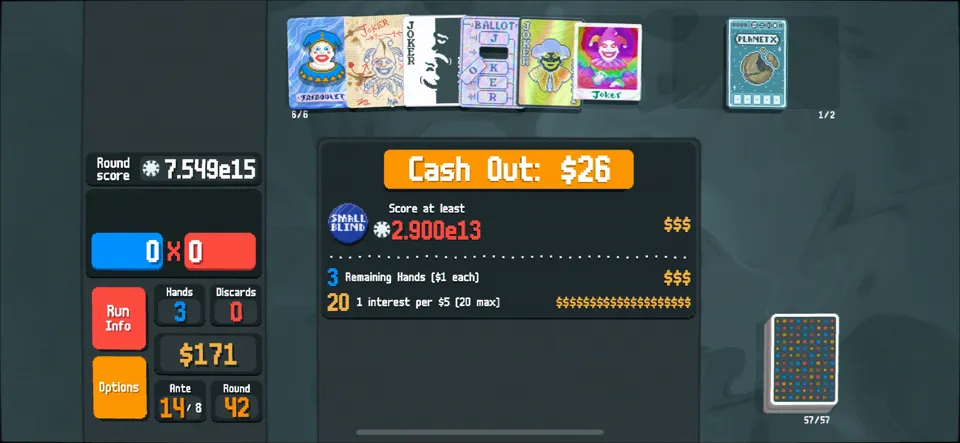 TRIBOULET
JOKER
JOKER
BALLOT
J
O
K
E
R
JOKER
Joker
PLANET X
6/6
1/2
Round
score
7.549e15
Cash Out: $26
SMALL
BLIND
Score at least
2.900e13
$$$
0 X 0
3 Remaining Hands ($1 each) $$$
20 1 interest per $5 [20 max] $$$$$$$$$$$$$$$$$$$$
Run
Info
Hands
3
Discards
0
$171
Options
Ante
14/8
Round
42
57/57